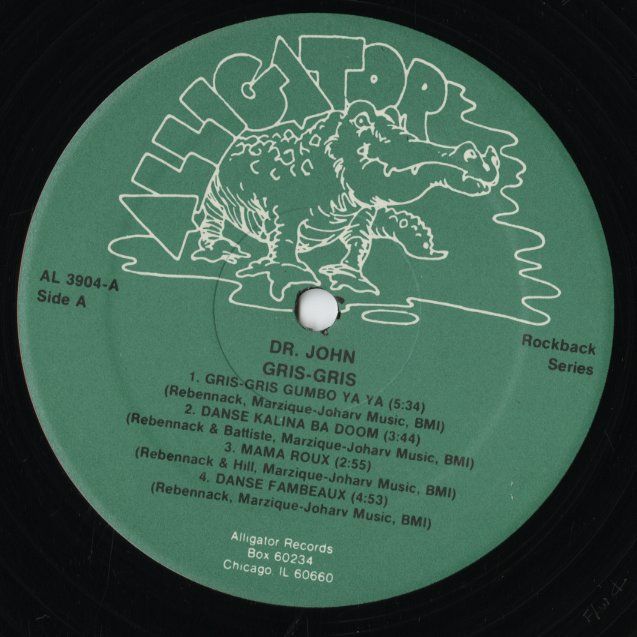 ALLIGATOR
AL 3904-A
Side A
Rockback
Series
DR. JOHN
GRIS-GRIS
1. GRIS-GRIS GUMBO YA YA (5:34)
(Rebennack, Marzique-Joharv Music, BMI)
2. DANSE KALINA BA DOOM (3:44)
(Rebennack & Battiste, Marzique-Joharv Music, BMI)
3. MAMA ROUX (2:55)
(Rebennack & Hill, Marzique-Joharv Music, BMI)
4. DANSE FAMBEAUX (4:53)
(Rebennack, Marzique-Joharv Music, BMI)
Alligator Records
Box 60234
Chicago IL 60660